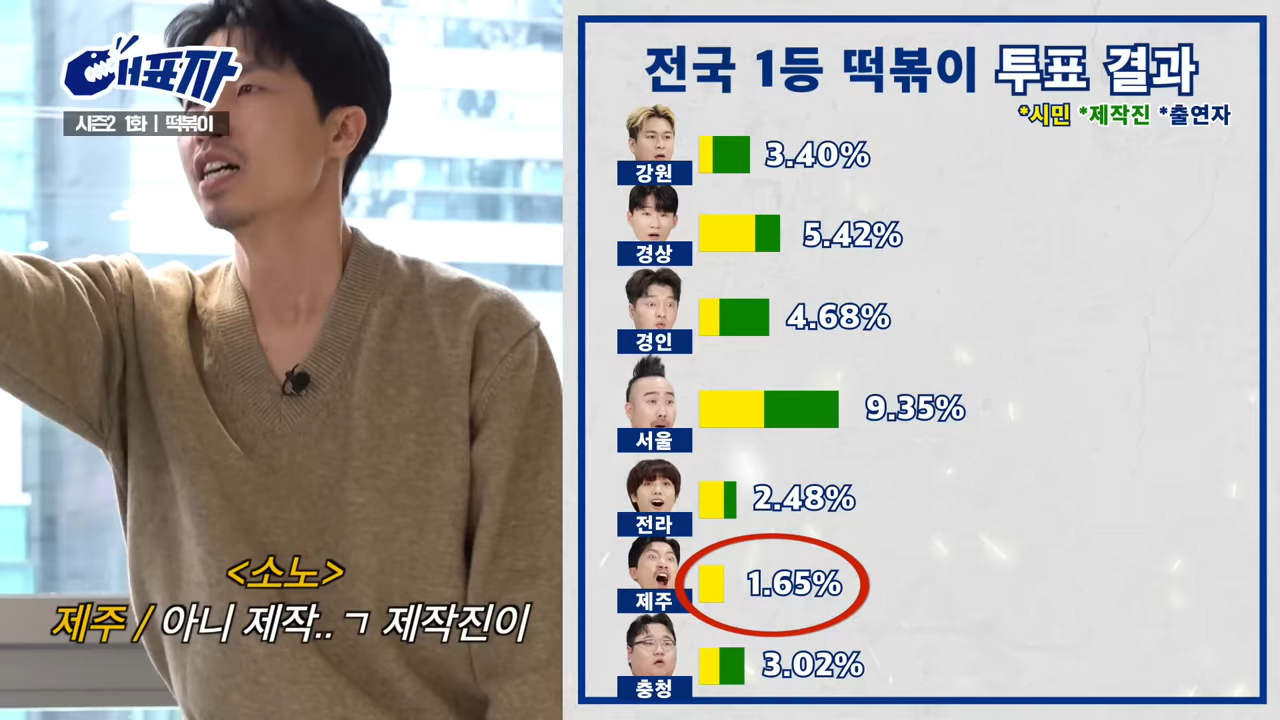 대표자
시즌2 1화 | 떡볶이
<소노>
제주 / 아니 제작.. ㄱ 제작진이
전국 1등 떡볶이 투표 결과
*시민 *제작진 *출연자
강원 3.40%
경상 5.42%
경인 4.68%
서울 9.35%
전라 2.48%
제주 1.65%
충청 3.02%